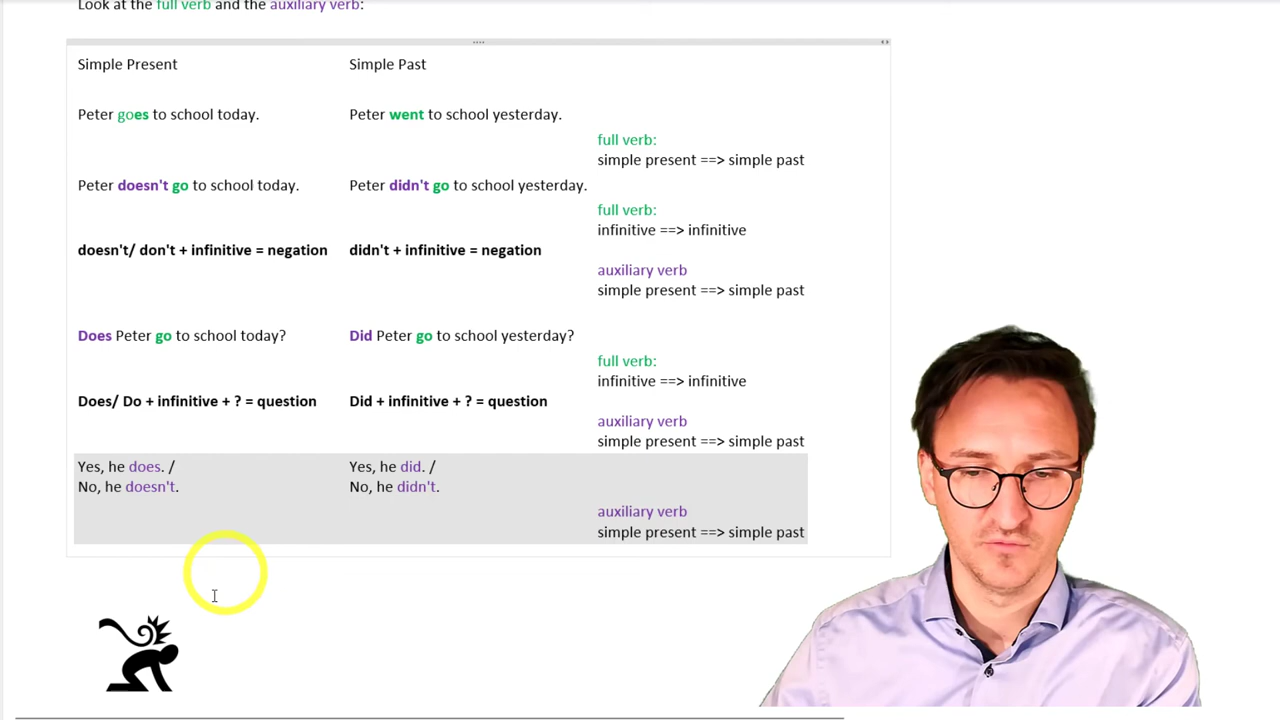 Look at the full verb and the auxiliary verb:
Simple Present Simple Past
Peter goes to school today. Peter went to school yesterday.
full verb:
simple present ==> simple past
Peter doesn't go to school today. Peter didn't go to school yesterday.
full verb:
infinitive ==> infinitive
doesn't/ don't + infinitive = negation didn't + infinitive = negation
auxiliary verb
simple present ==> simple past
Does Peter go to school today? Did Peter go to school yesterday?
full verb:
infinitive ==> infinitive
Does/ Do + infinitive + ? = question Did + infinitive + ? = question
auxiliary verb
simple present ==> simple past
Yes, he does. / Yes, he did. /
No, he doesn't. No, he didn't.
auxiliary verb
simple present ==> simple past